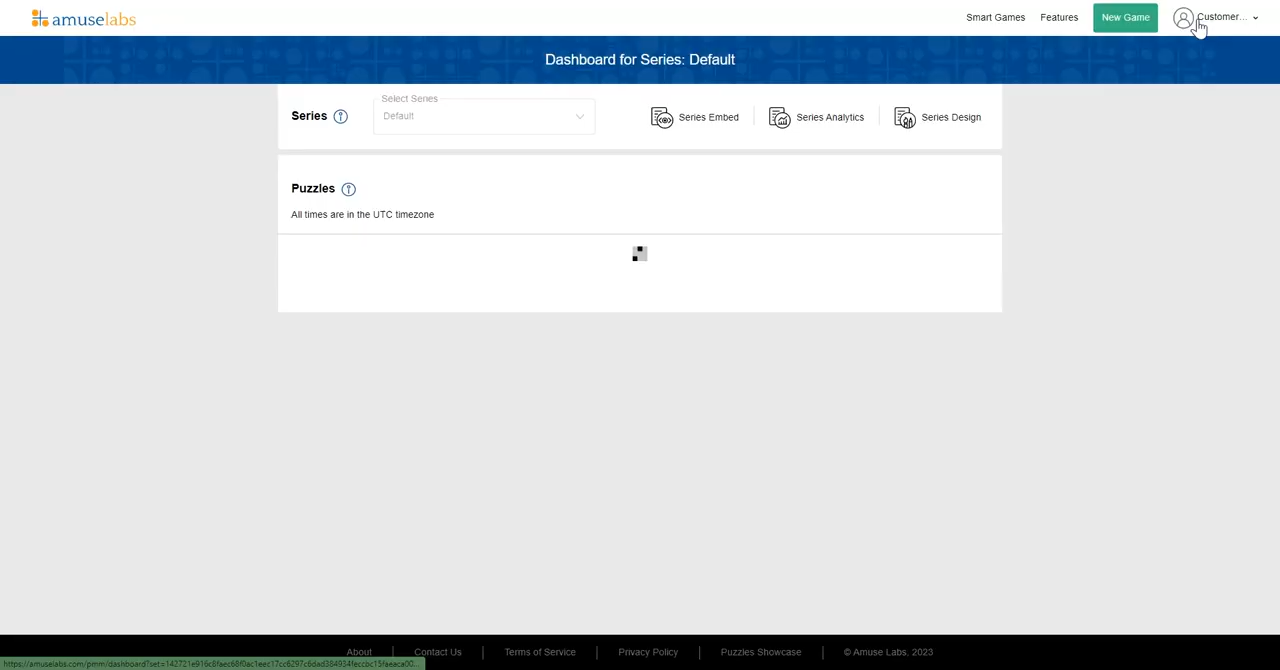 amuselabs
Smart Games
Features
New Game
Customer...
Dashboard for Series: Default
Series
Select Series
Default
Series Embed
Series Analytics
Series Design
Puzzles
All times are in the UTC timezone
About
Contact Us
Terms of Service
Privacy Policy
Puzzles Showcase
© Amuse Labs, 2023